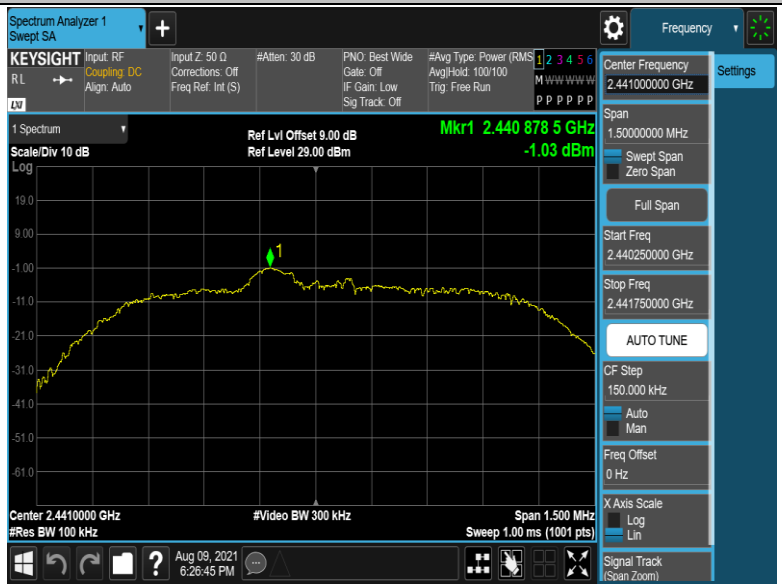 Spectrum Analyzer 1
Swept SA
+
Frequency
KEYSIGHT
RL
LXI
Input: RF
Coupling: DC
Align: Auto
Input Z: 50 Ω
Corrections: Off
Freq Ref: Int (S)
#Atten: 30 dB
PNO: Best Wide
Gate: Off
IF Gain: Low
Sig Track: Off
#Avg Type: Power (RMS
Avg|Hold: 100/100
Trig: Free Run
1 2 3 4 5 6
M W W W W W
P P P P P P
1 Spectrum
Scale/Div 10 dB
Log
Ref Lvl Offset 9.00 dB
Ref Level 29.00 dBm
Mkr1 2.440 878 5 GHz
-1.03 dBm
19.0
9.00
-1.00
-11.0
-21.0
-31.0
-41.0
-51.0
-61.0
1
Center 2.4410000 GHz
#Res BW 100 kHz
#Video BW 300 kHz
Span 1.500 MHz
Sweep 1.00 ms (1001 pts)
Center Frequency
2.441000000 GHz
Settings
Span
1.50000000 MHz
Swept Span
Zero Span
Full Span
Start Freq
2.440250000 GHz
Stop Freq
2.441750000 GHz
AUTO TUNE
CF Step
150.000 kHz
Auto
Man
Freq Offset
0 Hz
X Axis Scale
Log
Lin
Signal Track
(Span Zoom)
?
Aug 09, 2021
6:26:45 PM